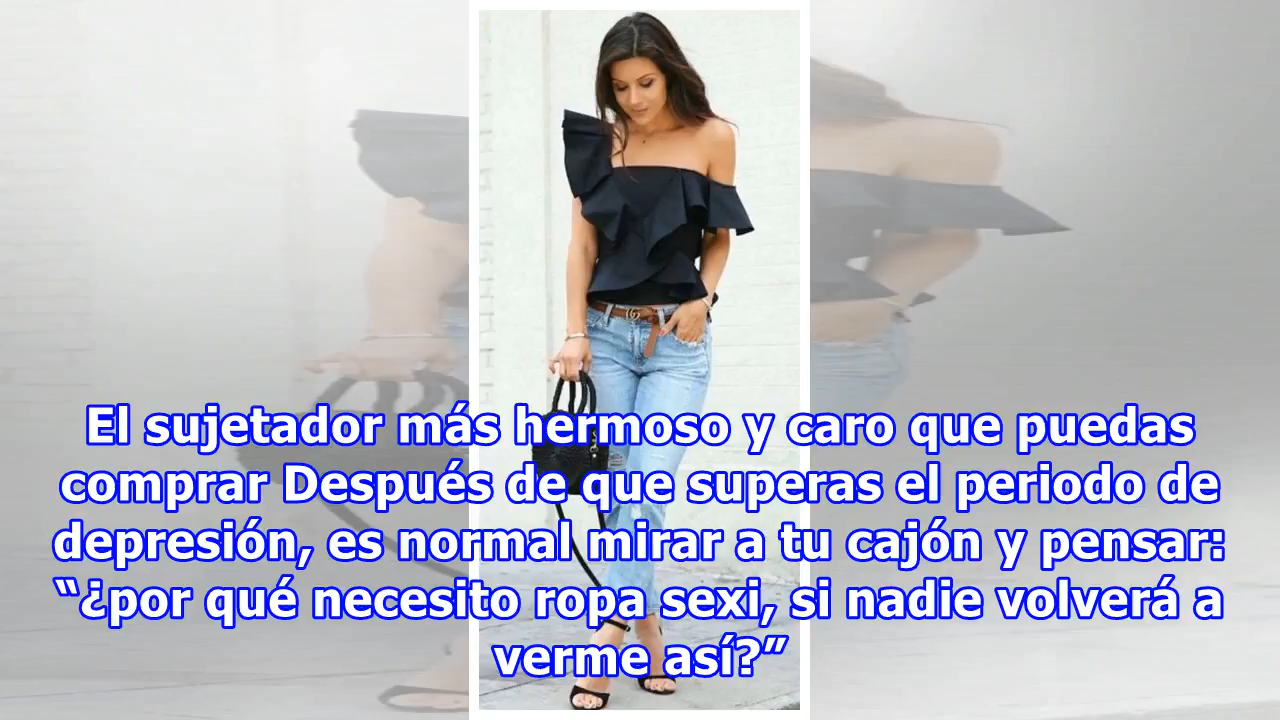 El sujetador más hermoso y caro que puedas
comprar Después de que superas el periodo de
depresión, es normal mirar a tu cajón y pensar:
“¿por qué necesito ropa sexi, si nadie volverá a
verme así?”